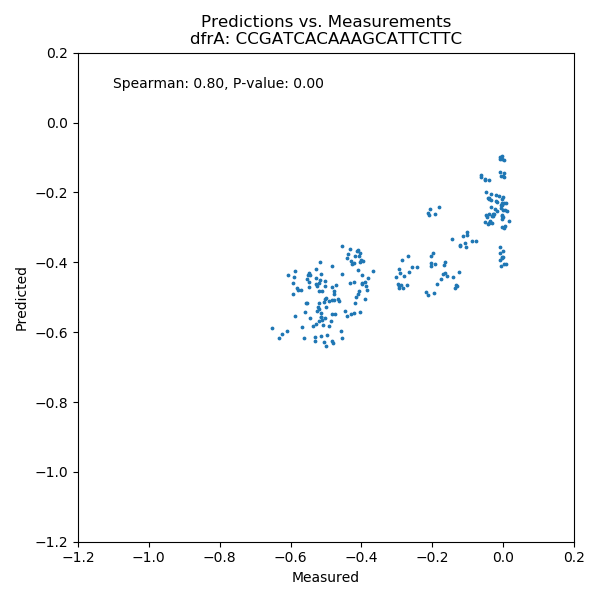 Predictions vs. Measurements
dfrA: CCGATCACAAAGCATTCTTC
Spearman: 0.80, P-value: 0.00
0.2
0.0
−0.2
−0.4
−0.6
−0.8
−1.0
−1.2
Predicted
−1.2 −1.0 −0.8 −0.6 −0.4 −0.2 0.0 0.2
Measured